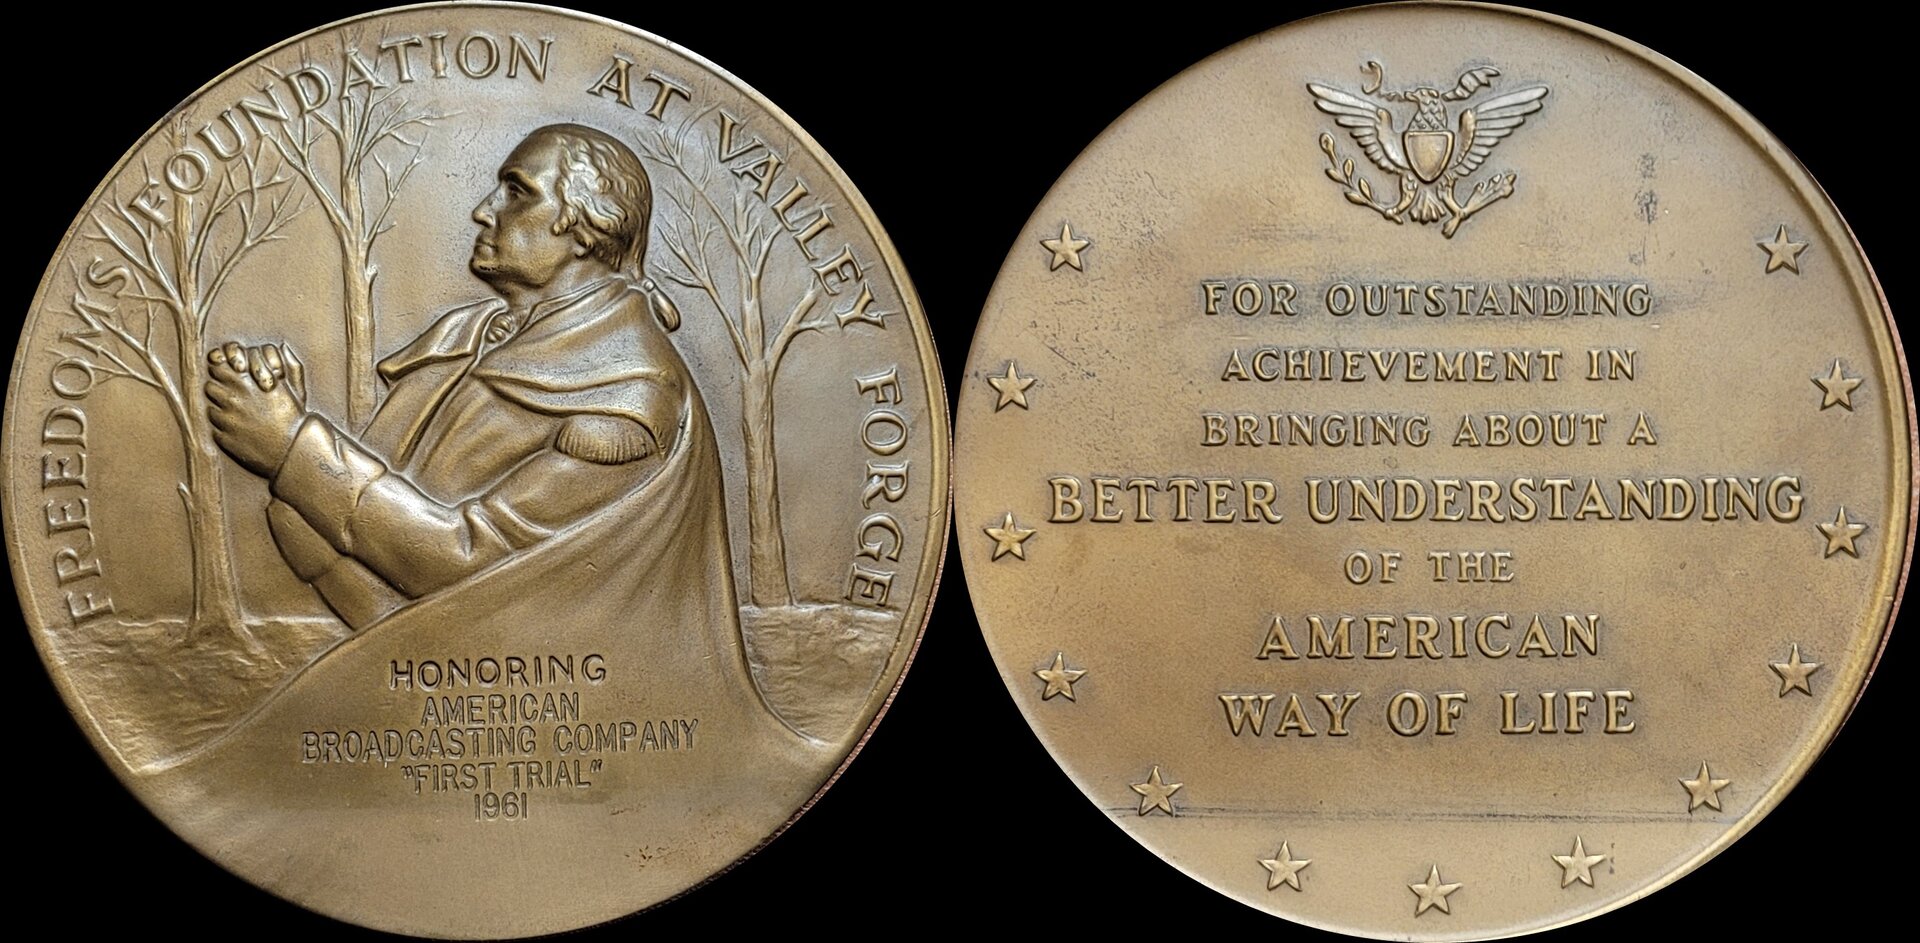 FREEDOMS FOUNDATION AT VALLEY FORGE
HONORING
AMERICAN
BROADCASTING COMPANY
"FIRST TRIAL"
1961
FOR OUTSTANDING
ACHIEVEMENT IN
BRINGING ABOUT A
BETTER UNDERSTANDING
OF THE
AMERICAN
WAY OF LIFE